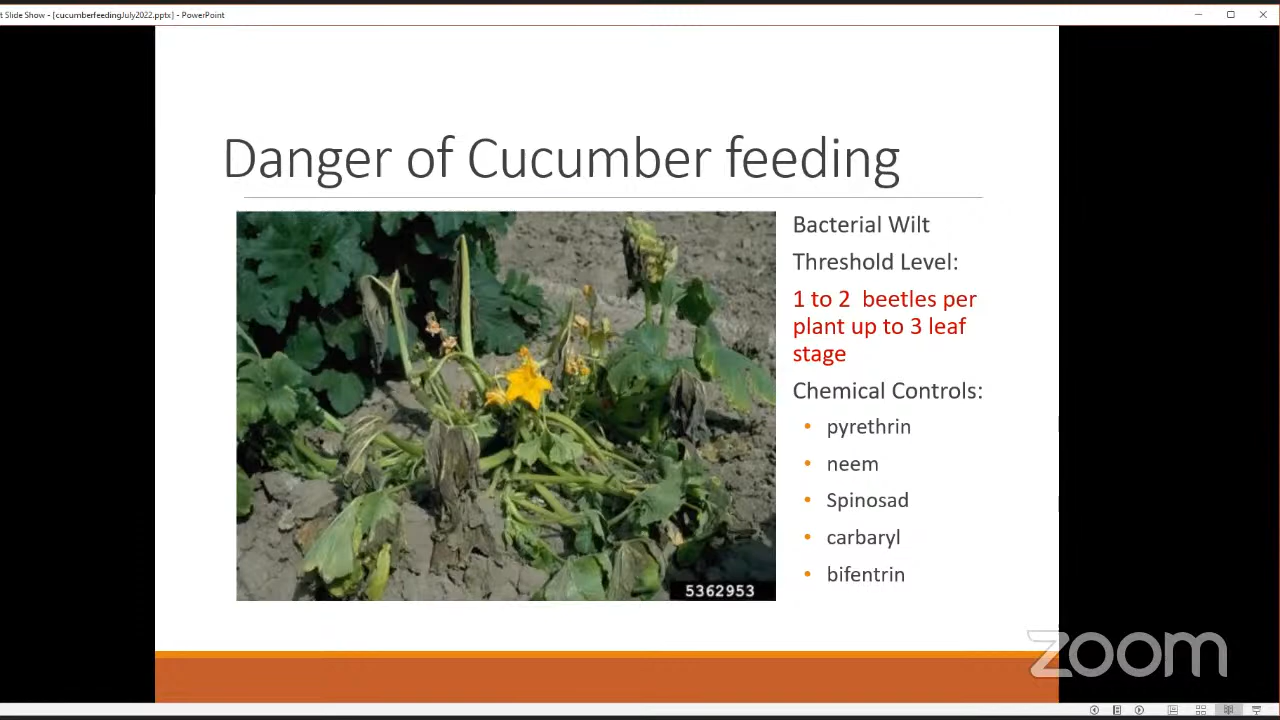 t Slide Show - [cucumberfeedingJuly2022.pptx] - PowerPoint
Danger of Cucumber feeding
Bacterial Wilt
Threshold Level:
1 to 2 beetles per
plant up to 3 leaf
stage
Chemical Controls:
• pyrethrin
• neem
• Spinosad
• carbaryl
• bifentrin
5362953
zoom